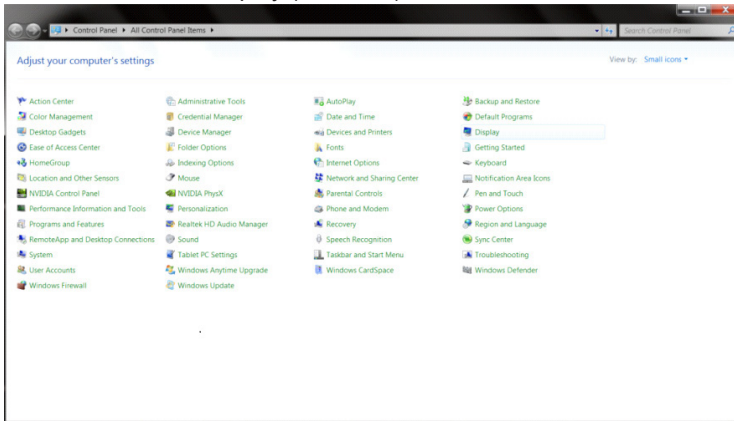 Control Panel ▸ All Control Panel Items ▸ Search Control Panel
Adjust your computer's settings View by: Small icons
Action Center Administrative Tools AutoPlay Backup and Restore
Color Management Credential Manager Date and Time Default Programs
Desktop Gadgets Device Manager Devices and Printers Display
Ease of Access Center Folder Options Fonts Getting Started
HomeGroup Indexing Options Internet Options Keyboard
Location and Other Sensors Mouse Network and Sharing Center Notification Area Icons
NVIDIA Control Panel NVIDIA PhysX Parental Controls Pen and Touch
Performance Information and Tools Personalization Phone and Modem Power Options
Programs and Features Realtek HD Audio Manager Recovery Region and Language
RemoteApp and Desktop Connections Sound Speech Recognition Sync Center
System Tablet PC Settings Taskbar and Start Menu Troubleshooting
User Accounts Windows Anytime Upgrade Windows CardSpace Windows Defender
Windows Firewall Windows Update